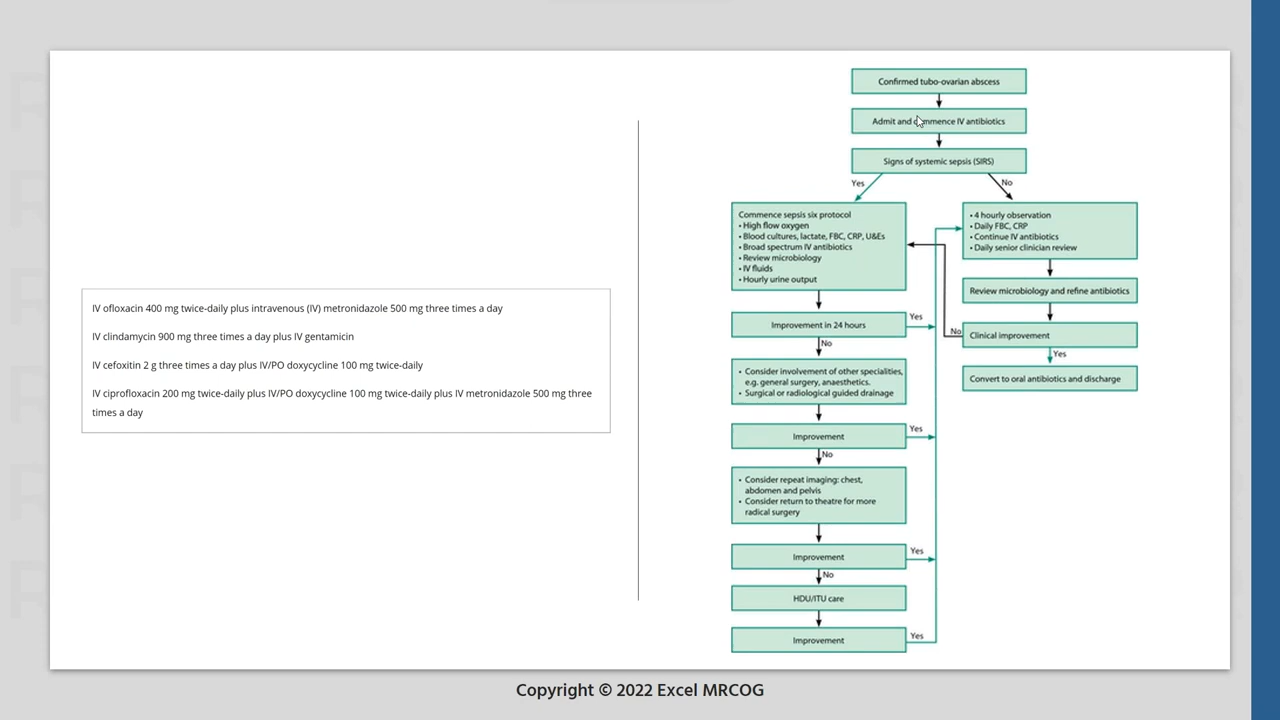 IV ofloxacin 400 mg twice-daily plus intravenous (IV) metronidazole 500 mg three times a day
IV clindamycin 900 mg three times a day plus IV gentamicin
IV cefoxitin 2 g three times a day plus IV/PO doxycycline 100 mg twice-daily
IV ciprofloxacin 200 mg twice-daily plus IV/PO doxycycline 100 mg twice-daily plus IV metronidazole 500 mg three
times a day
Confirmed tubo-ovarian abscess
Admit and commence IV antibiotics
Signs of systemic sepsis (SIRS)
Yes
No
Commence sepsis six protocol
• High flow oxygen
• Blood cultures, lactate, FBC, CRP, U&Es
• Broad spectrum IV antibiotics
• Review microbiology
• IV fluids
• Hourly urine output
Improvement in 24 hours
Yes
No
• Consider involvement of other specialities,
e.g. general surgery, anaesthetics.
• Surgical or radiological guided drainage
Improvement
Yes
No
• Consider repeat imaging: chest,
abdomen and pelvis
• Consider return to theatre for more
radical surgery
Improvement
Yes
No
HDU/ITU care
Improvement
Yes
• 4 hourly observation
• Daily FBC, CRP
• Continue IV antibiotics
• Daily senior clinician review
Review microbiology and refine antibiotics
No
Clinical improvement
Yes
Convert to oral antibiotics and discharge
Copyright © 2022 Excel MRCOG